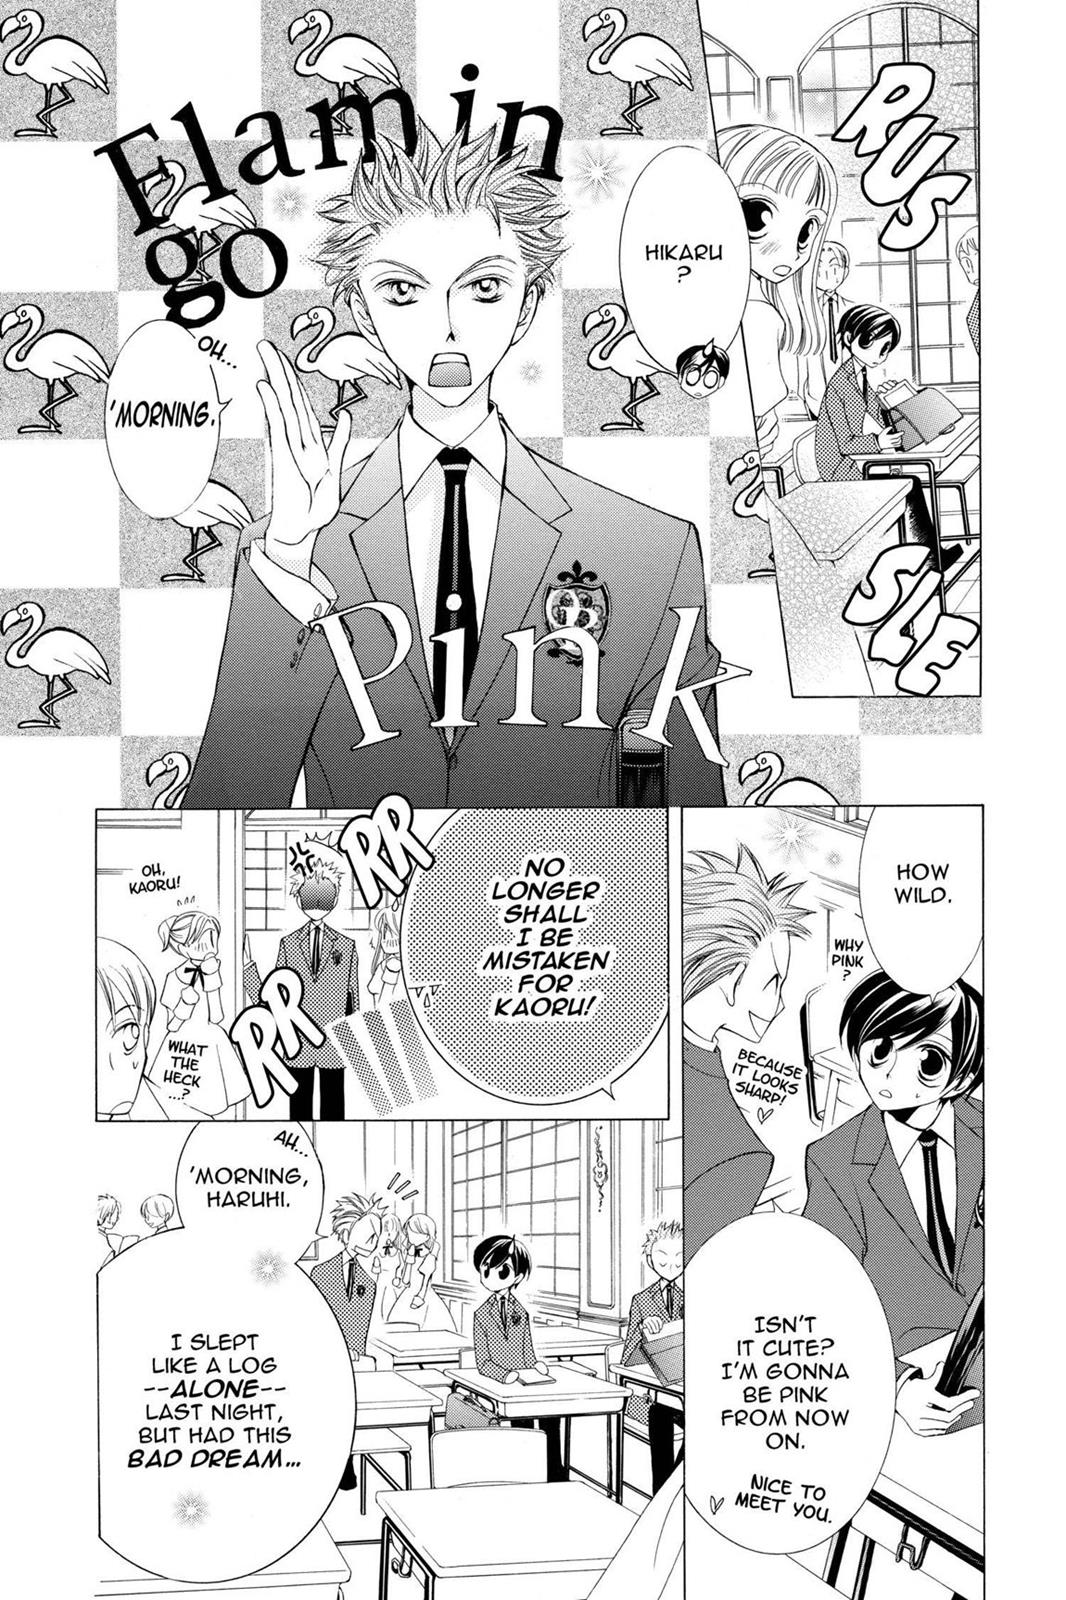 RUS
SLE
HIKARU
?
Flamin
go
OH...
'MORNING.
Pink
HOW
WILD.
WHY
PINK
?
BECAUSE
IT LOOKS
SHARP!
ISN'T
IT CUTE?
I'M GONNA
BE PINK
FROM NOW
ON.
NICE TO
MEET YOU.
NO
LONGER
SHALL
I BE
MISTAKEN
FOR
KAORU!
RR
RR
OH,
KAORU!
WHAT
THE
HECK
...?
AH...
'MORNING,
HARUHI.
I SLEPT
LIKE A LOG
--ALONE--
LAST NIGHT,
BUT HAD THIS
BAD DREAM...